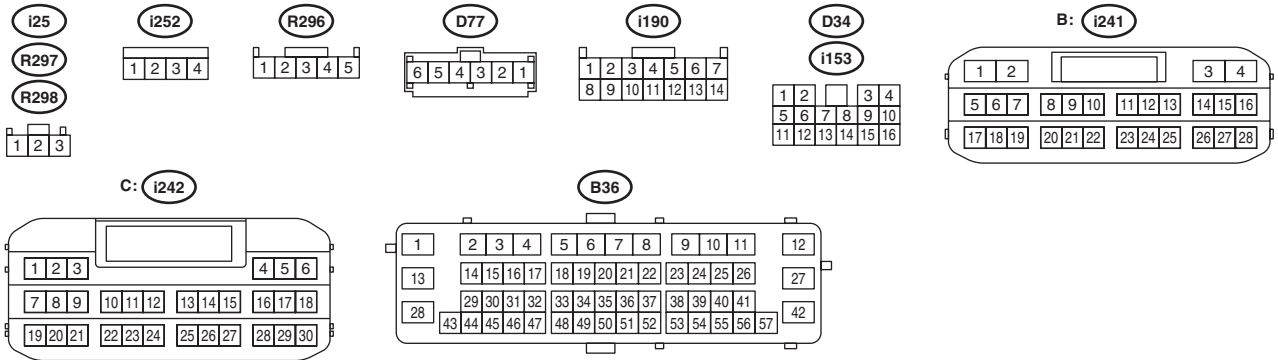 i25
R297
R298
1 2 3
i252
1 2 3 4
R296
1 2 3 4 5
D77
6 5 4 3 2 1
i190
1 2 3 4 5 6 7
8 9 10 11 12 13 14
D34
i153
1 2 3 4
5 6 7 8 9 10
11 12 13 14 15 16
B: i241
1 2 3 4
5 6 7 8 9 10 11 12 13 14 15 16
17 18 19 20 21 22 23 24 25 26 27 28
C: i242
1 2 3 4 5 6
7 8 9 10 11 12 13 14 15 16 17 18
19 20 21 22 23 24 25 26 27 28 29 30
B36
1 2 3 4 5 6 7 8 9 10 11 12
13 14 15 16 17 18 19 20 21 22 23 24 25 26 27
28 29 30 31 32 33 34 35 36 37 38 39 40 41 42
43 44 45 46 47 48 49 50 51 52 53 54 55 56 57